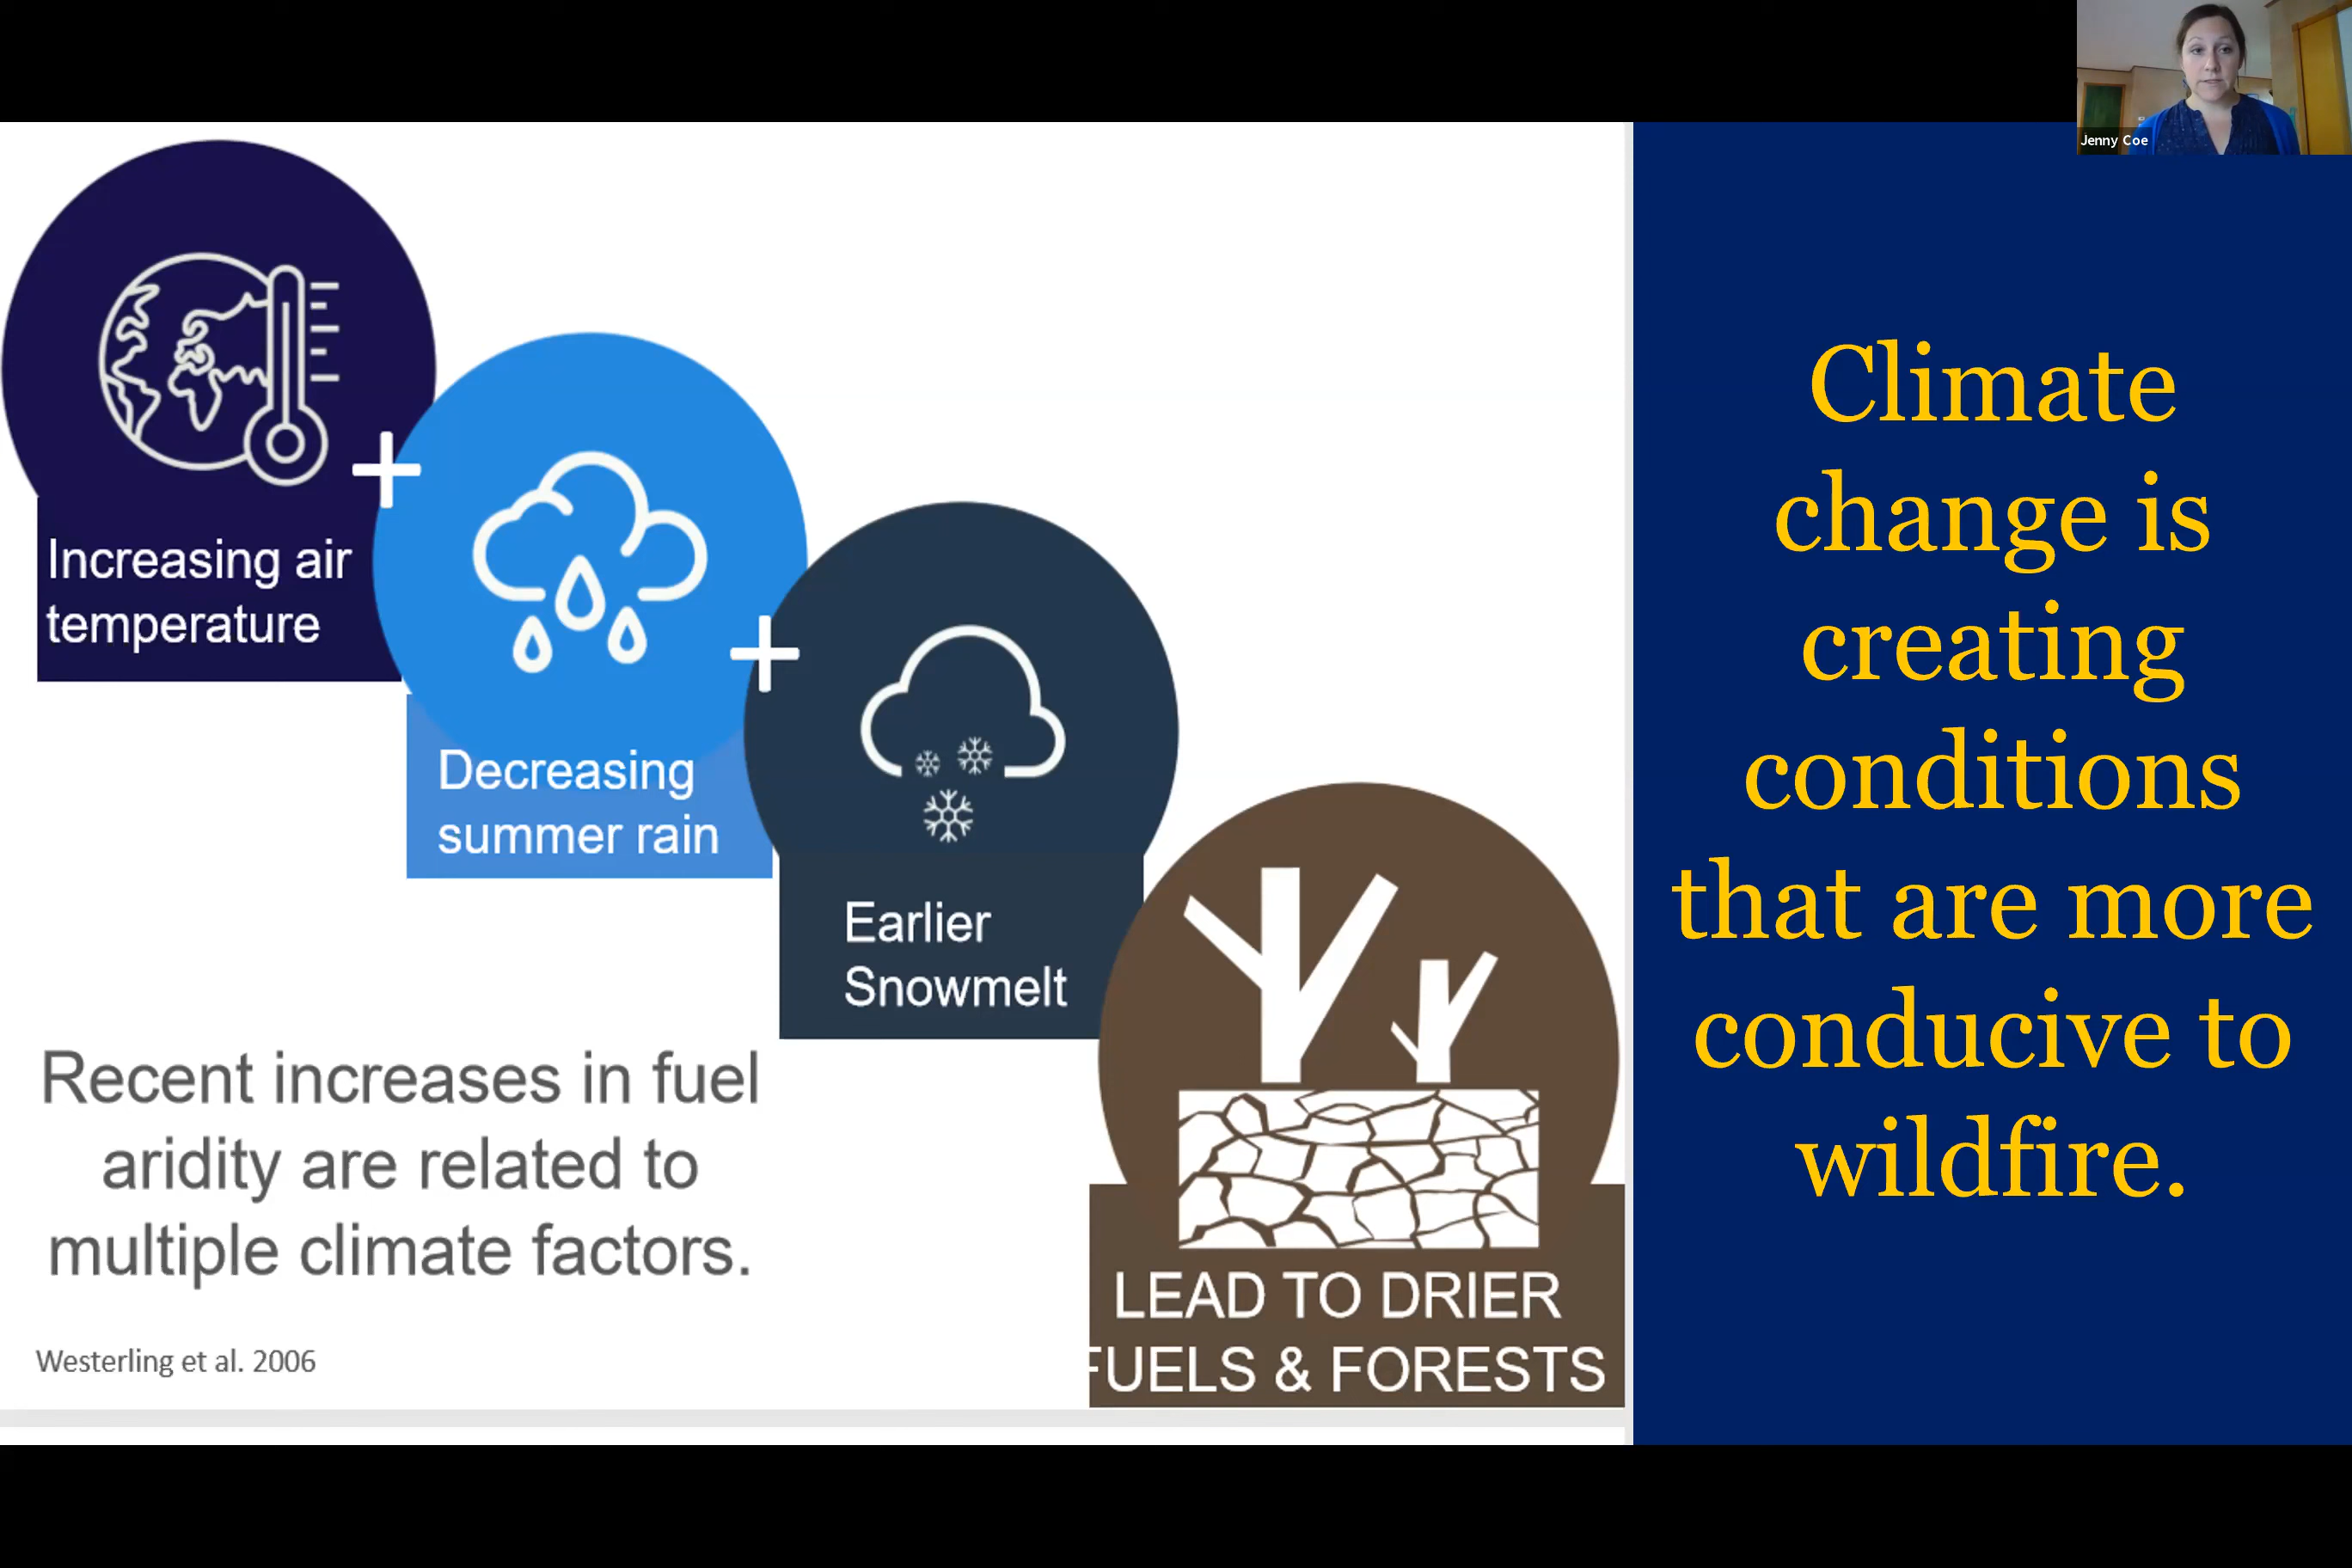 Jenny Coe
Increasing air
temperature
+
Decreasing
summer rain
+
Earlier
Snowmelt
LEAD TO DRIER
FUELS & FORESTS
Recent increases in fuel
aridity are related to
multiple climate factors.
Westerling et al. 2006
Climate
change is
creating
conditions
that are more
conducive to
wildfire.